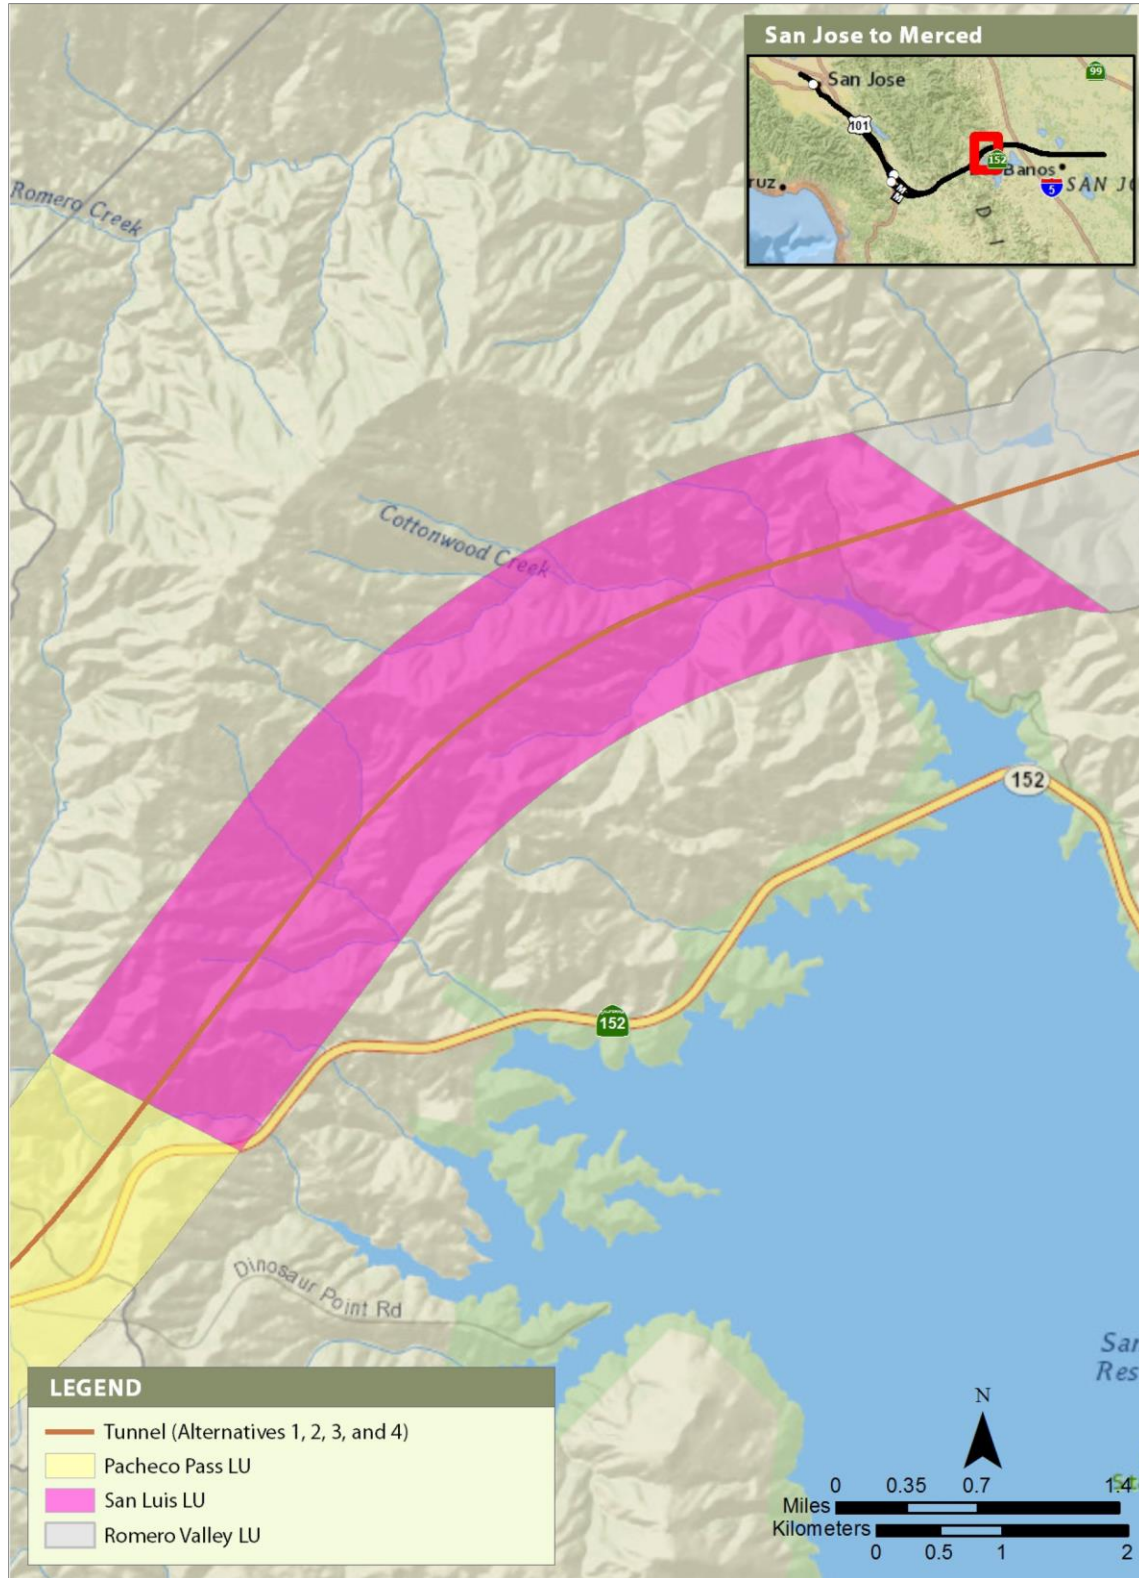 San Jose to Merced
99
San Jose
101
152
Banos
ruz
5
SAN JO
D I
Romero Creek
Cottonwood Creek
152
152
Dinosaur Point Rd
San
Res
LEGEND
Tunnel (Alternatives 1, 2, 3, and 4)
Pacheco Pass LU
San Luis LU
Romero Valley LU
N
0 0.35 0.7 1.4
Miles
Kilometers
0 0.5 1 2